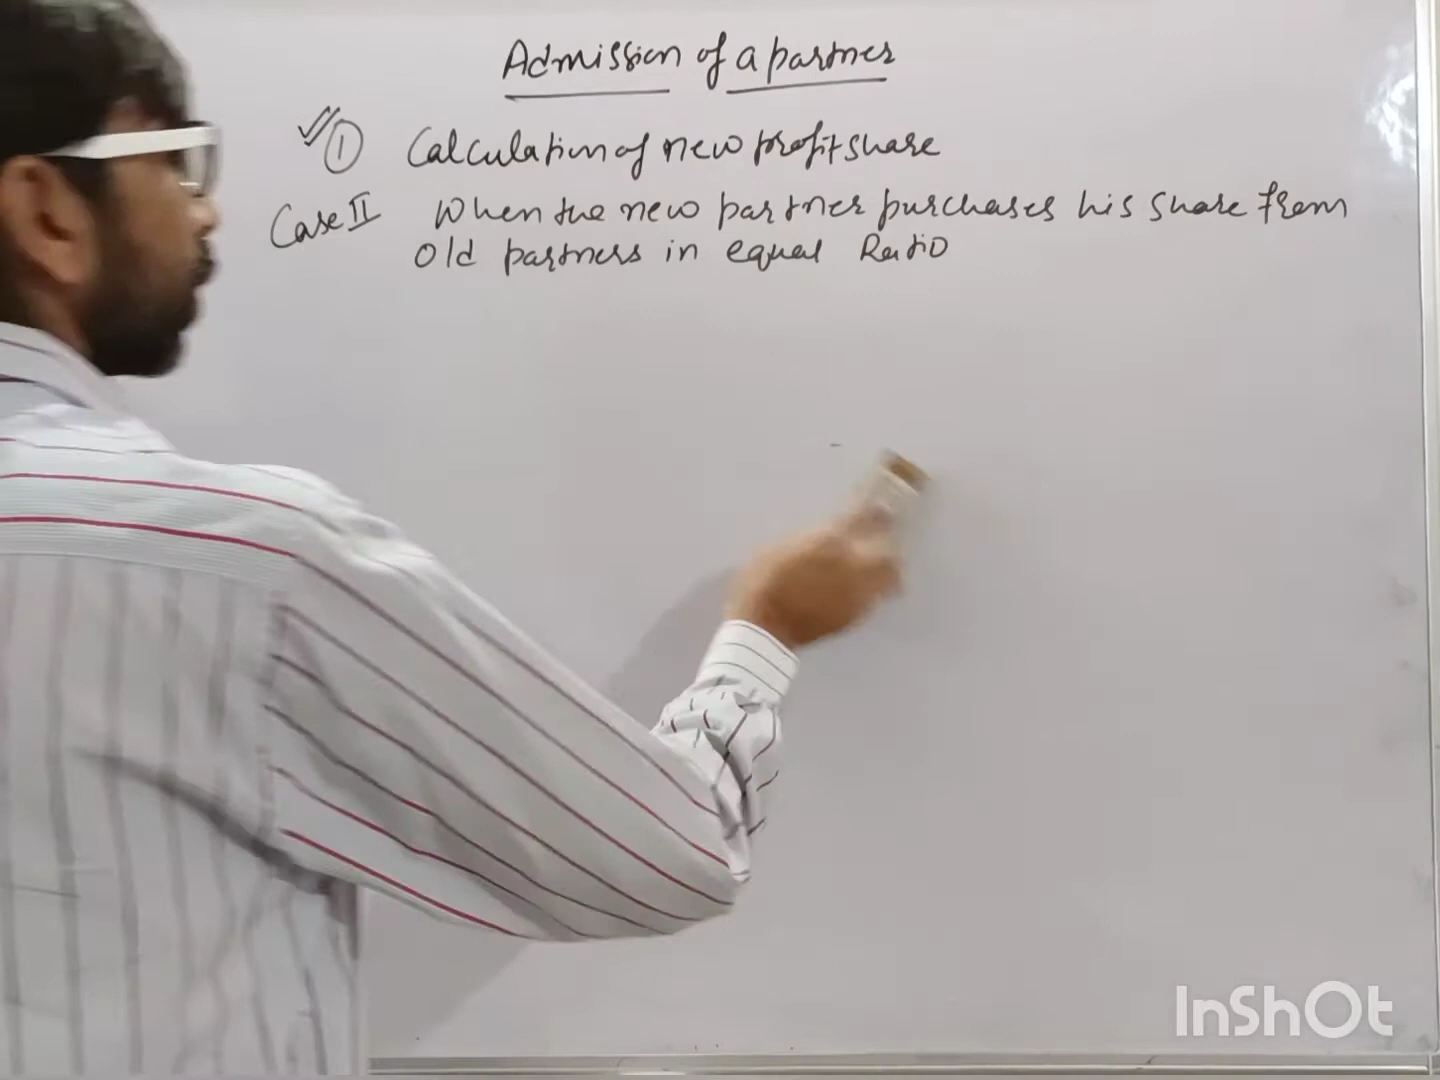 Admission of a partner
① Calculation of new profit share
Case II When the new partner purchases his share from
old partners in equal Ratio
InShOt